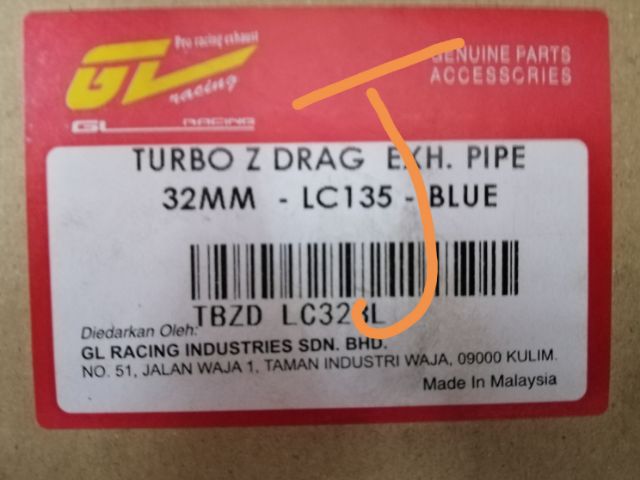 Pro racing exhaust
GL
racing
GL RACING
GENUINE PARTS
ACCESSORIES
TURBO Z DRAG EXH. PIPE
32MM - LC135 - BLUE
TBZD LC32BL
Diedarkan Oleh:
GL RACING INDUSTRIES SDN. BHD.
NO. 51, JALAN WAJA 1, TAMAN INDUSTRI WAJA, 09000 KULIM.
Made In Malaysia
J